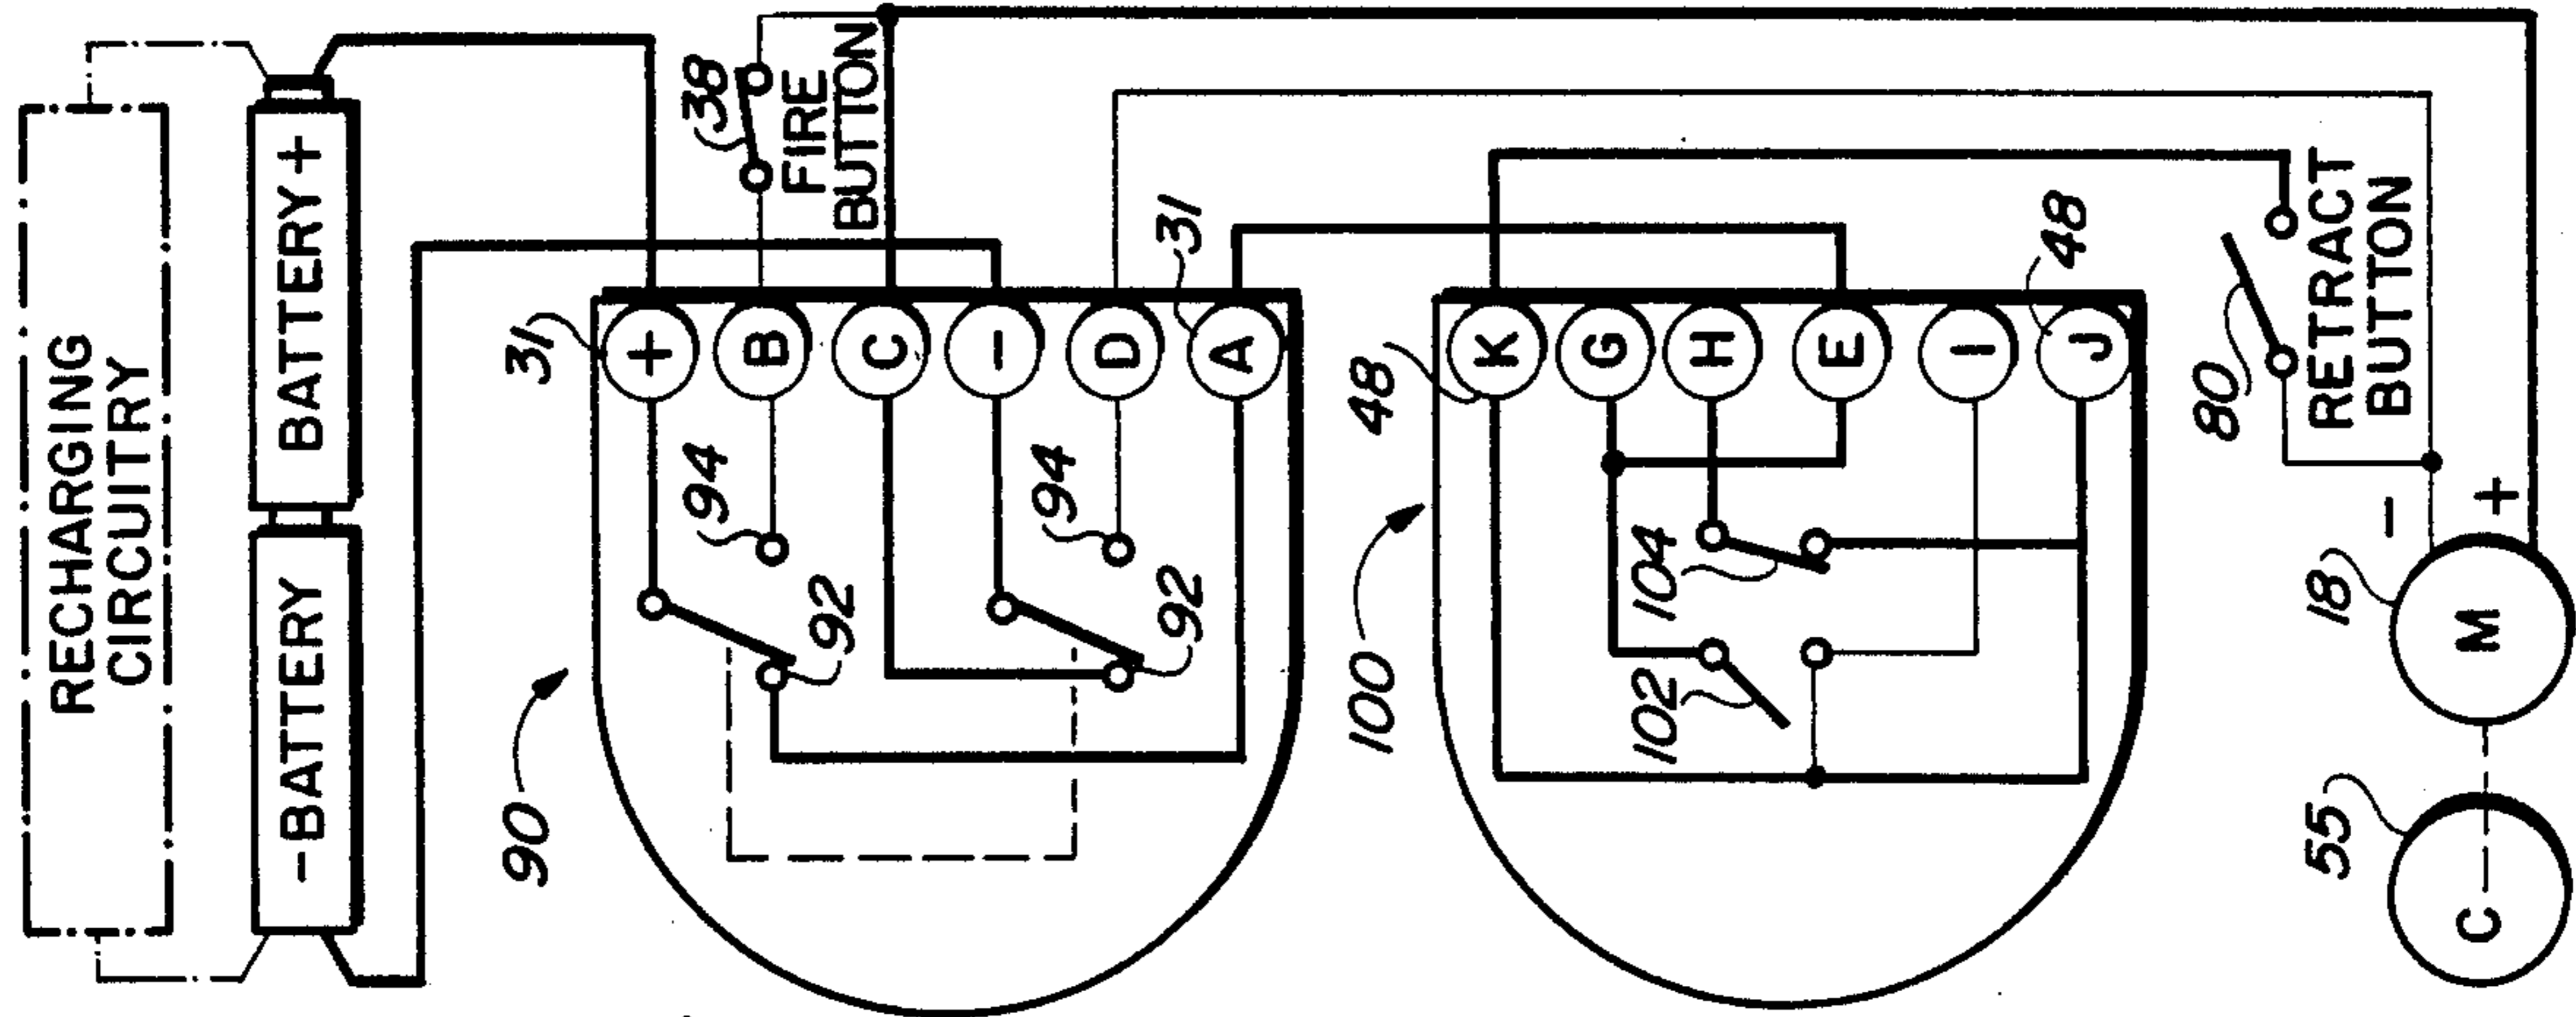 RECHARGING
CIRCUITRY
-BATTERY
BATTERY+
38
FIRE
BUTTON
31
+
B
C
-
D
A
31
94
94
92
92
90
48
K
G
H
E
I
J
48
104
102
100
80
RETRACT
BUTTON
-
+
18
M
55
C